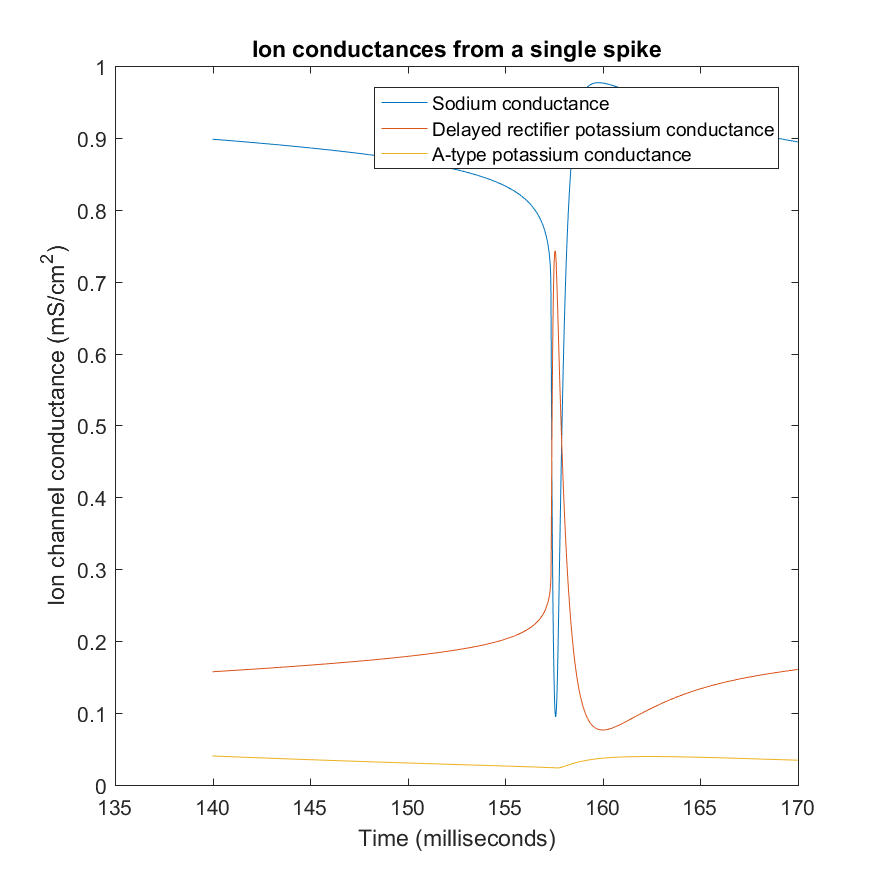 Ion conductances from a single spike
1
Sodium conductance
Delayed rectifier potassium conductance
A-type potassium conductance
0.9
0.8
0.7
0.6
0.5
0.4
0.3
0.2
0.1
0
Ion channel conductance (mS/cm²)
135 140 145 150 155 160 165 170
Time (milliseconds)